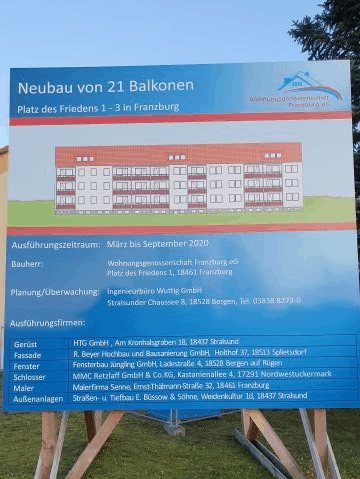 Neubau von 21 Balkonen
Platz des Friedens 1 - 3 in Franzburg
Wohnungsgenossenschaft
Franzburg eG
Ausführungszeitraum: März bis September 2020
Bauherr: Wohnungsgenossenschaft Franzburg eG
Platz des Friedens 1, 18461 Franzburg
Planung/Überwachung: Ingenieurbüro Wuttig GmbH
Stralsunder Chaussee 8, 18528 Bergen, Tel. 03838 8273-0
Ausführungsfirmen:
Gerüst HTG GmbH , Am Kronhalsgraben 18, 18437 Stralsund
Fassade R. Beyer Hochbau und Bausanierung GmbH, Holthof 37, 18513 Splietsdorf
Fenster Fensterbau Jüngling GmbH, Ladestraße 4, 18528 Bergen auf Rügen
Schlosser MMC Retzlaff GmbH & Co.KG, Kastanienallee 4, 17291 Nordwestuckermark
Maler Malerfirma Senne, Ernst-Thälmann-Straße 32, 18461 Franzburg
Außenanlagen Straßen- u. Tiefbau E. Büssow & Söhne, Weidenkultur 1d, 18437 Stralsund